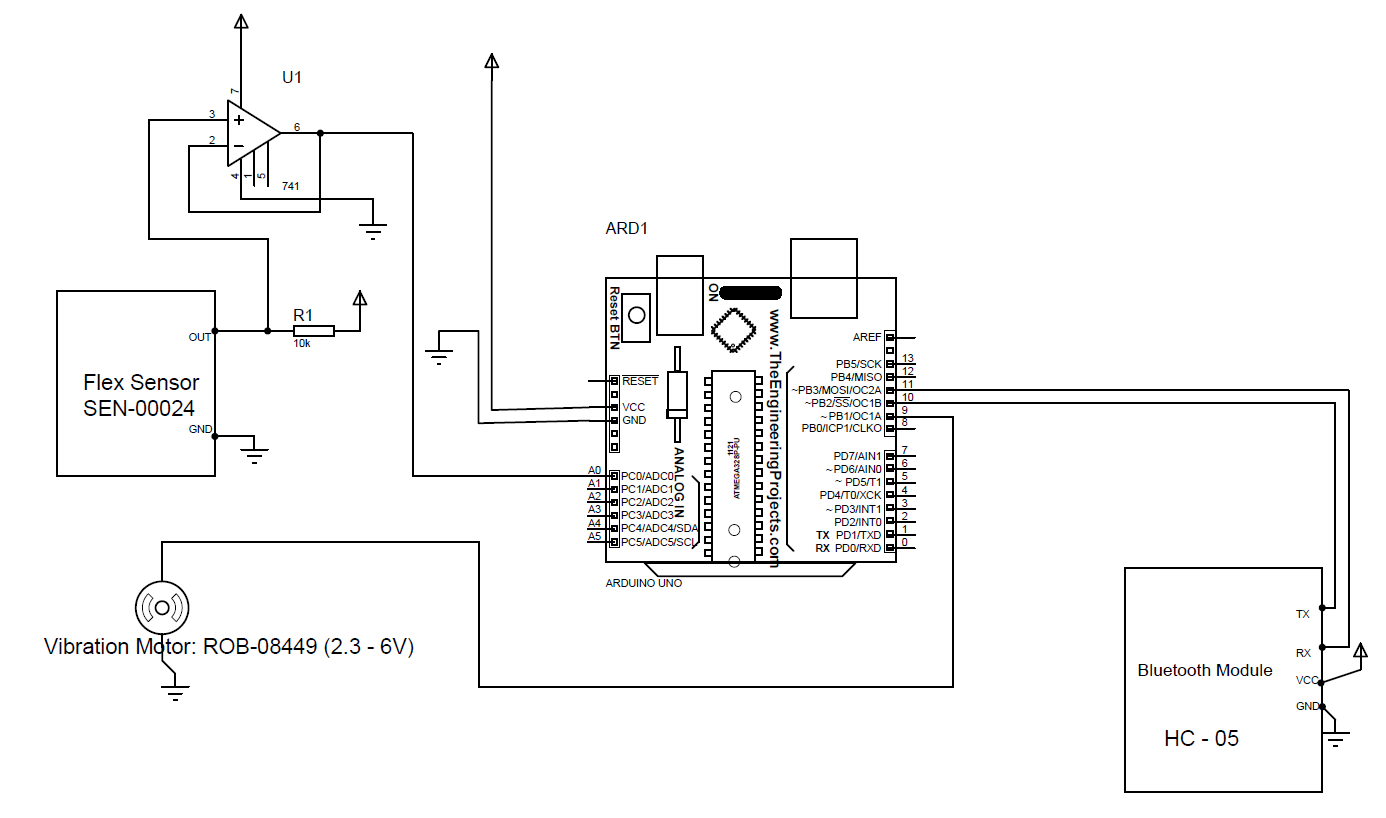 U1
7
3
2
6
4
1
5
741
R1
10k
OUT
Flex Sensor
SEN-00024
GND
Vibration Motor: ROB-08449 (2.3 - 6V)
ARD1
Reset BTN
ON
www.TheEngineeringProjects.com
RESET
VCC
GND
ANALOG IN
1121
ATMEGA328P-PU
A0 PC0/ADC0
A1 PC1/ADC1
A2 PC2/ADC2
A3 PC3/ADC3
A4 PC4/ADC4/SDA
A5 PC5/ADC5/SCL
AREF
PB5/SCK 13
PB4/MISO 12
~PB3/MOSI/OC2A 11
~PB2/SS/OC1B 10
~ PB1/OC1A 9
PB0/ICP1/CLKO 8
PD7/AIN1 7
~PD6/AIN0 6
~ PD5/T1 5
PD4/T0/XCK 4
~PD3/INT1 3
PD2/INT0 2
TX PD1/TXD 1
RX PD0/RXD 0
ARDUINO UNO
TX
RX
Bluetooth Module
VCC
GND
HC - 05